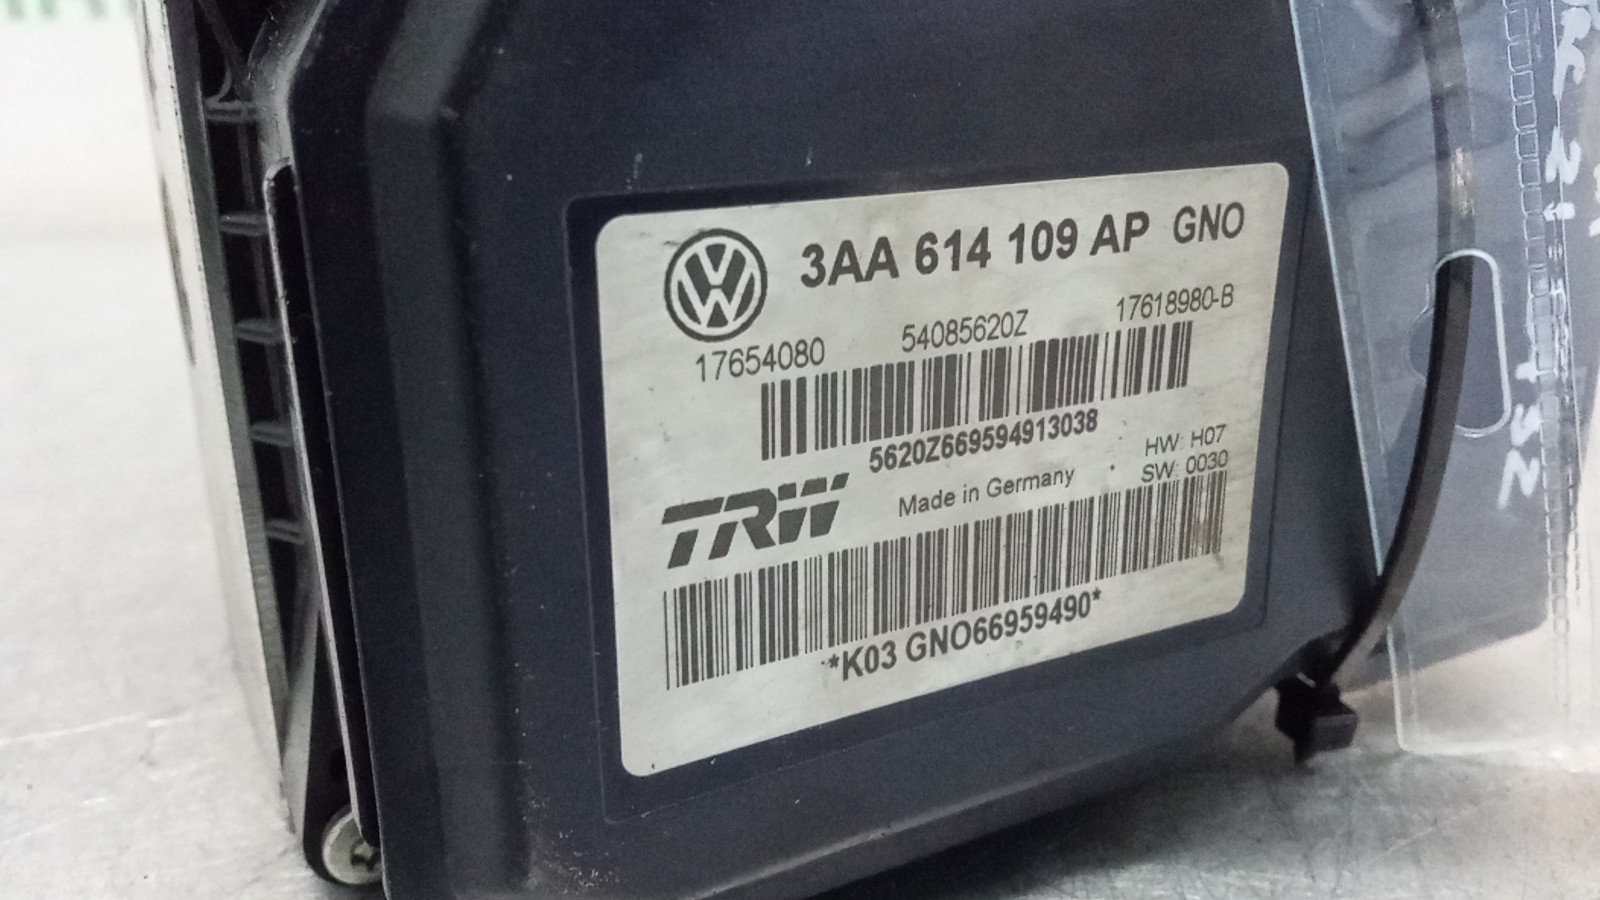 3AA 614 109 AP GNO
17654080 54085620Z 17618980-B
5620Z669594913038
HW: H07
TRW Made in Germany SW: 0030
*K03 GNO66959490*